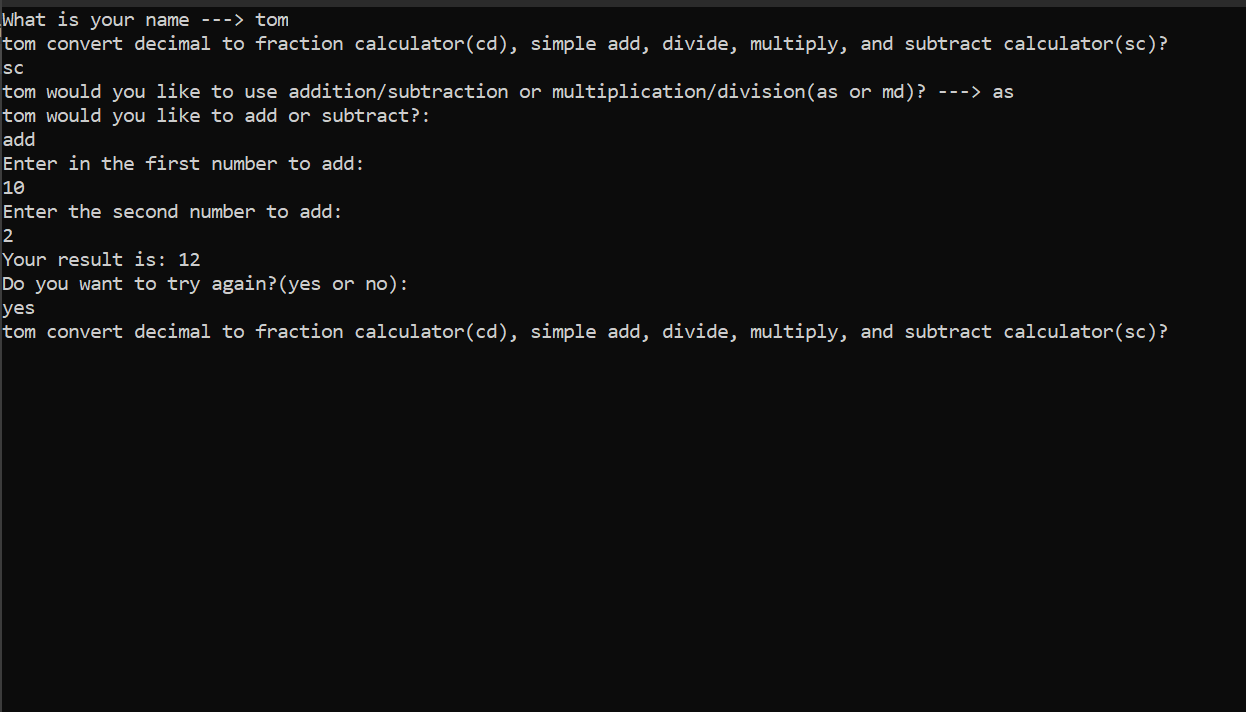 What is your name ---> tom
tom convert decimal to fraction calculator(cd), simple add, divide, multiply, and subtract calculator(sc)?
sc
tom would you like to use addition/subtraction or multiplication/division(as or md)? ---> as
tom would you like to add or subtract?:
add
Enter in the first number to add:
10
Enter the second number to add:
2
Your result is: 12
Do you want to try again?(yes or no):
yes
tom convert decimal to fraction calculator(cd), simple add, divide, multiply, and subtract calculator(sc)?